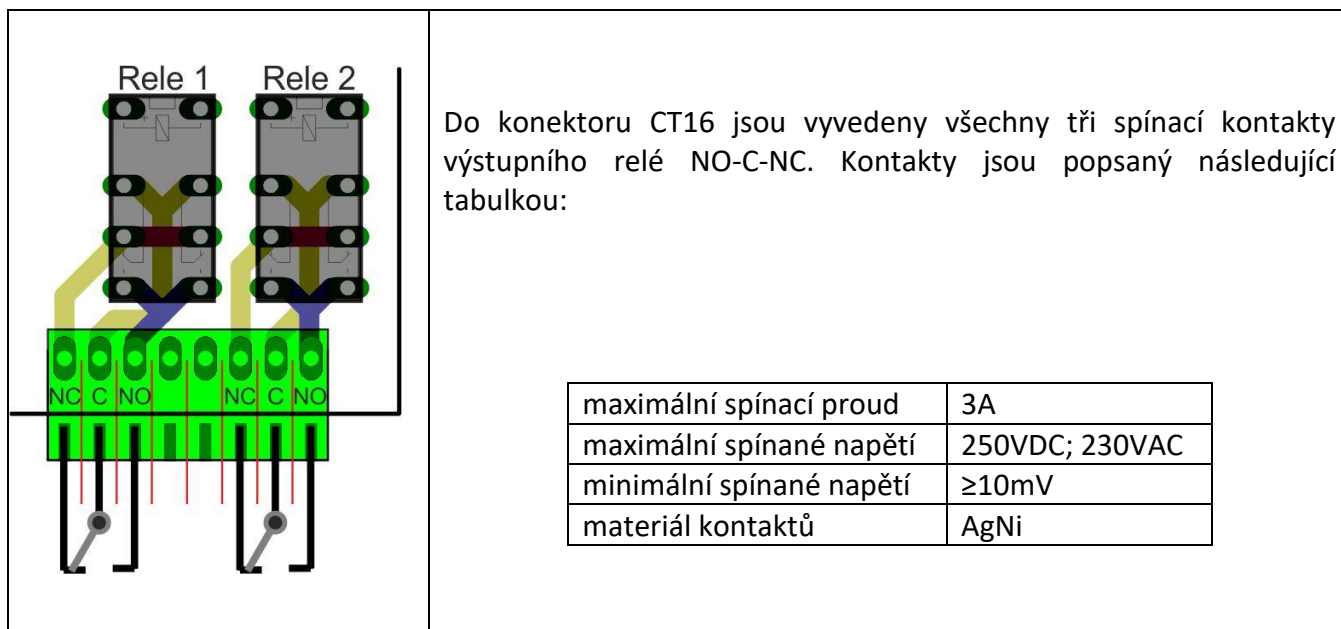 Rele 1 Rele 2
NC C NO NC C NO
Do konektoru CT16 jsou vyvedeny všechny tři spínací kontakty
výstupního relé NO-C-NC. Kontakty jsou popsaný následující
tabulkou:
maximální spínací proud 3A
maximální spínané napětí 250VDC; 230VAC
minimální spínané napětí ≥10mV
materiál kontaktů AgNi